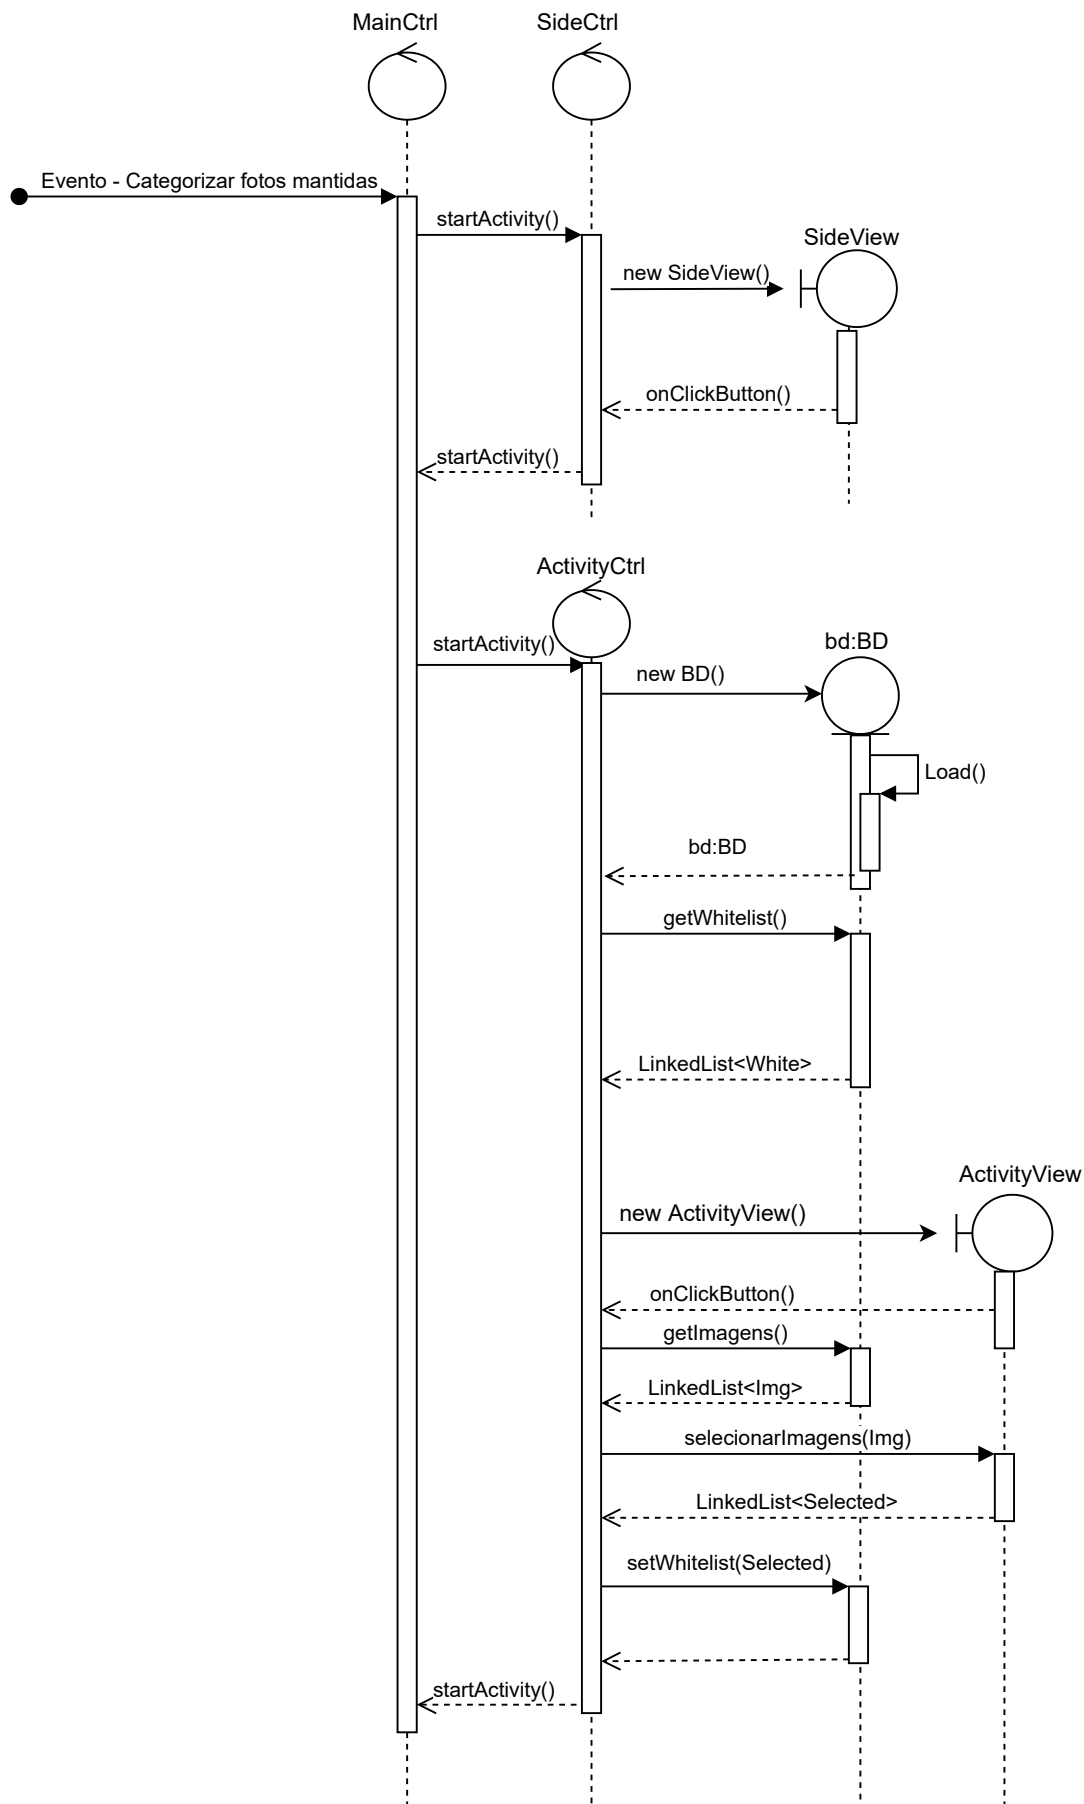 MainCtrl
SideCtrl
Evento - Categorizar fotos mantidas
startActivity()
SideView
new SideView()
onClickButton()
startActivity()
ActivityCtrl
startActivity()
bd:BD
new BD()
Load()
bd:BD
getWhitelist()
LinkedList<White>
ActivityView
new ActivityView()
onClickButton()
getImagens()
LinkedList<Img>
selecionarImagens(Img)
LinkedList<Selected>
setWhitelist(Selected)
startActivity()